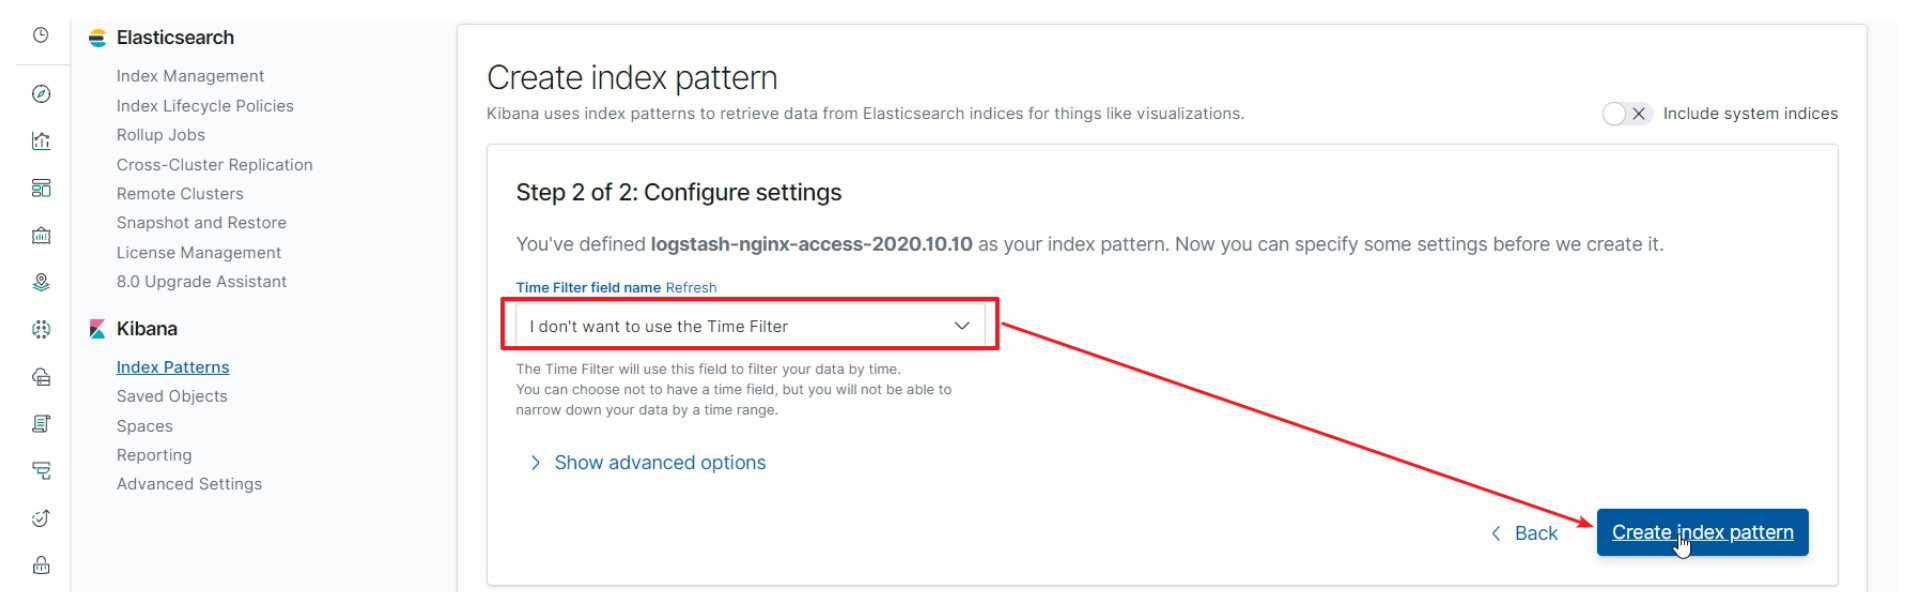 Elasticsearch
Index Management
Index Lifecycle Policies
Rollup Jobs
Cross-Cluster Replication
Remote Clusters
Snapshot and Restore
License Management
8.0 Upgrade Assistant
Kibana
Index Patterns
Saved Objects
Spaces
Reporting
Advanced Settings
Create index pattern
Kibana uses index patterns to retrieve data from Elasticsearch indices for things like visualizations.
Include system indices
Step 2 of 2: Configure settings
You've defined logstash-nginx-access-2020.10.10 as your index pattern. Now you can specify some settings before we create it.
Time Filter field name Refresh
I don't want to use the Time Filter
The Time Filter will use this field to filter your data by time.
You can choose not to have a time field, but you will not be able to
narrow down your data by a time range.
Show advanced options
Back
Create index pattern